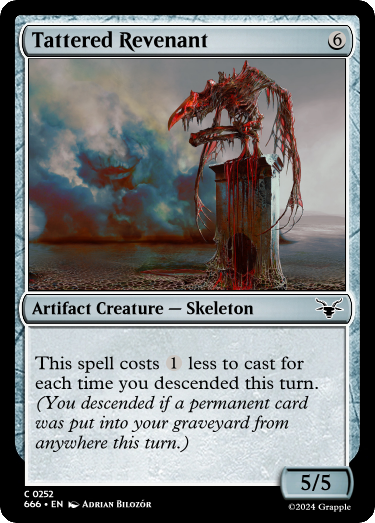 Tattered Revenant 6
Artifact Creature — Skeleton
This spell costs 1 less to cast for
each time you descended this turn.
(You descended if a permanent card
was put into your graveyard from
anywhere this turn.)
5/5
C 0252
666 • EN Adrian Bilozór
©2024 Grapple